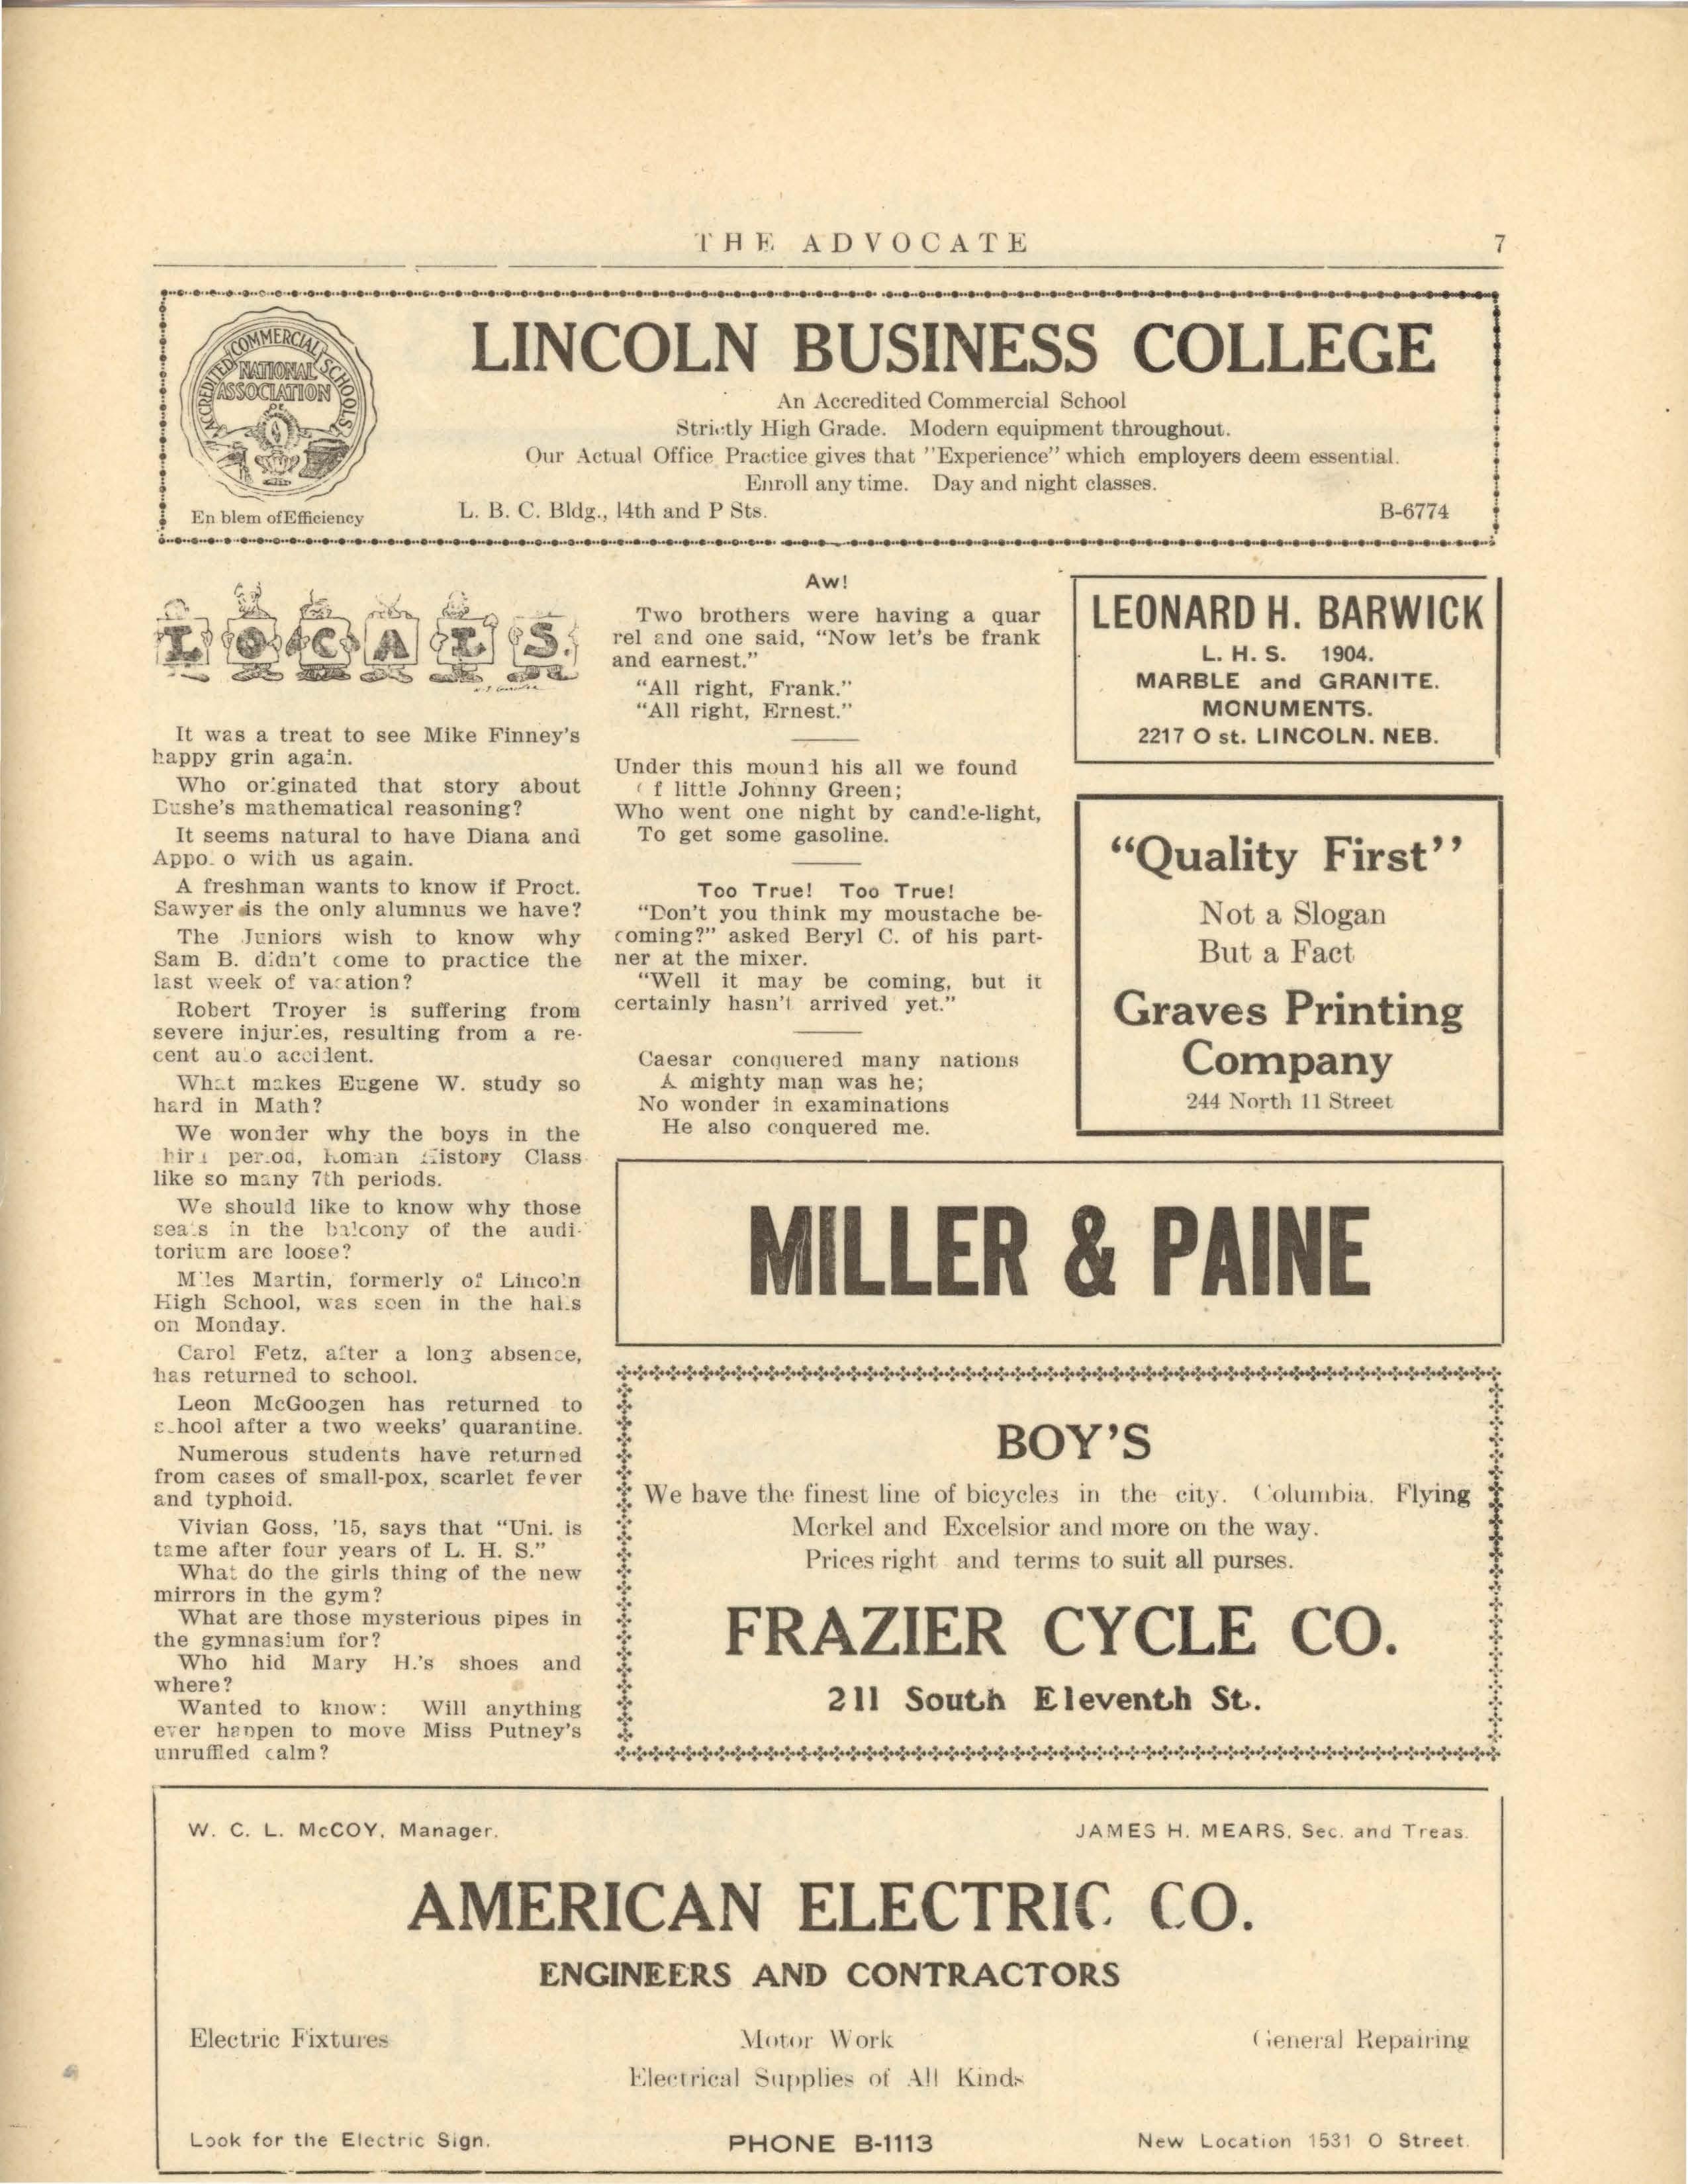 THE ADVOCATE 7
ACCREDITED COMMERCIAL SCHOOLS
NATIONAL
ASSOCIATION
En blem of Efficiency
LINCOLN BUSINESS COLLEGE
An Accredited Commercial School
Strictly High Grade. Modern equipment throughout.
Our Actual Office Practice gives that "Experience" which employers deem essential.
Enroll any time. Day and night classes.
L. B. C. Bldg., 14th and P Sts. B-6774
LOCALS.
It was a treat to see Mike Finney's
happy grin again.
Who originated that story about
Dushe's mathematical reasoning?
It seems natural to have Diana and
Appo o with us again.
A freshman wants to know if Proct.
Sawyer is the only alumnus we have?
The Juniors wish to know why
Sam B. didn't come to practice the
last week of vacation?
Robert Troyer is suffering from
severe injuries, resulting from a re-
cent auto accident.
What makes Eugene W. study so
hard in Math?
We wonder why the boys in the
hird period, Roman History Class
like so many 7th periods.
We should like to know why those
seats in the balcony of the audi-
torium are loose?
Miles Martin, formerly of Lincoln
High School, was seen in the halls
on Monday.
Carol Fetz, after a long absence,
has returned to school.
Leon McGoogen has returned to
school after a two weeks' quarantine.
Numerous students have returned
from cases of small-pox, scarlet fever
and typhoid.
Vivian Goss, '15, says that "Uni. is
tame after four years of L. H. S."
What do the girls thing of the new
mirrors in the gym?
What are those mysterious pipes in
the gymnasium for?
Who hid Mary H.'s shoes and
where?
Wanted to know: Will anything
ever happen to move Miss Putney's
unruffled calm?
Aw!
Two brothers were having a quar
rel and one said, "Now let's be frank
and earnest."
"All right, Frank."
"All right, Ernest."
Under this mound his all we found
f little Johnny Green;
Who went one night by candle-light,
To get some gasoline.
Too True! Too True!
"Don't you think my moustache be-
coming?" asked Beryl C. of his part-
ner at the mixer.
"Well it may be coming, but it
certainly hasn't arrived yet."
Caesar conquered many nations
A mighty man was he;
No wonder in examinations
He also conquered me.
LEONARD H. BARWICK
L. H. S. 1904.
MARBLE and GRANITE.
MONUMENTS.
2217 O st. LINCOLN. NEB.
"Quality First"
Not a Slogan
But a Fact
Graves Printing
Company
244 North 11 Street
MILLER & PAINE
BOY'S
We have the finest line of bicycles in the city. Columbia, Flying
Merkel and Excelsior and more on the way.
Prices right and terms to suit all purses.
FRAZIER CYCLE CO.
211 South Eleventh St.
W. C. L. McCOY, Manager. JAMES H. MEARS, Sec. and Treas.
AMERICAN ELECTRIC CO.
ENGINEERS AND CONTRACTORS
Electric Fixtures Motor Work General Repairing
Electrical Supplies of All Kinds
Look for the Electric Sign. PHONE B-1113 New Location 1531 O Street.